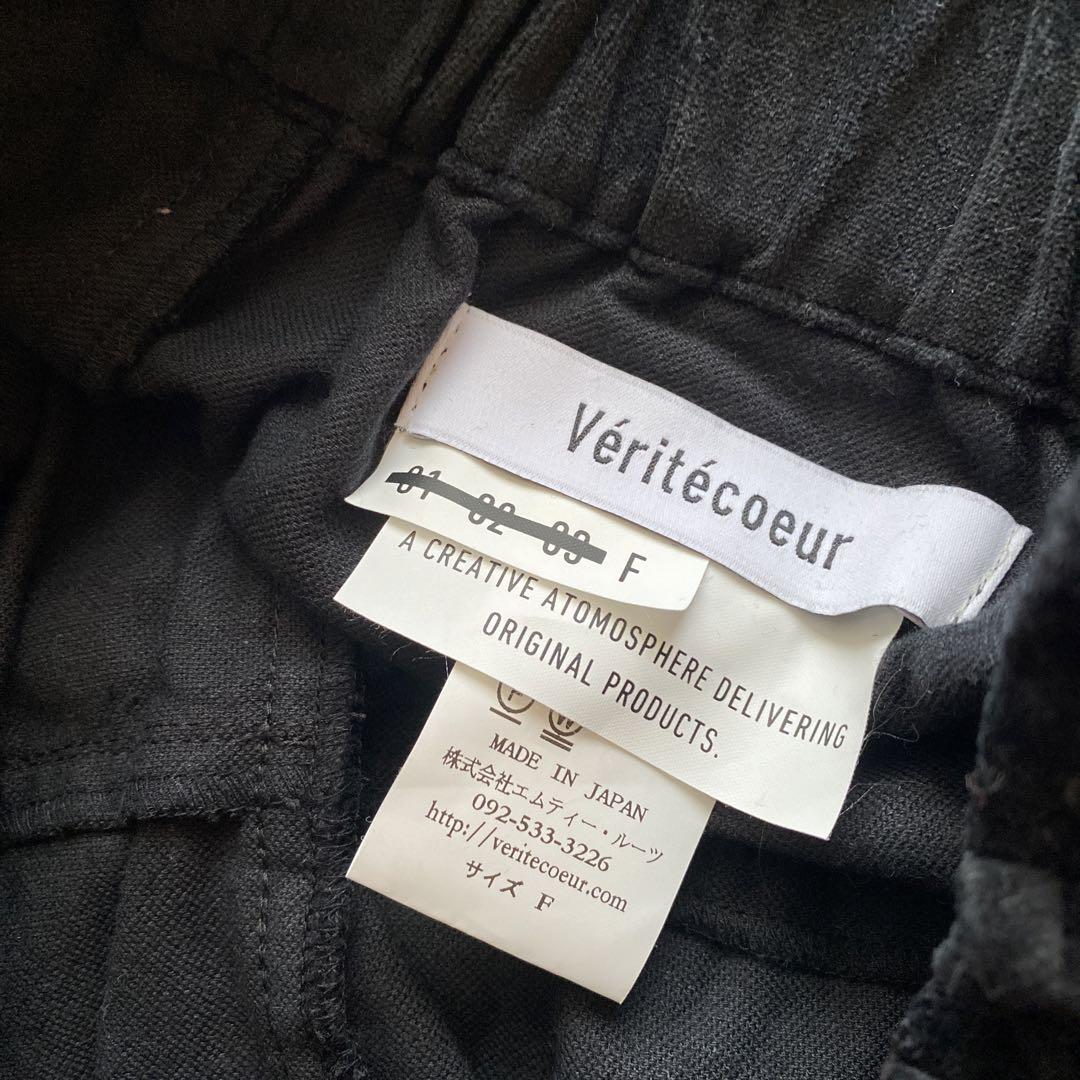 Véritécoeur
01 02 03 F
A CREATIVE ATOMOSPHERE DELIVERING
ORIGINAL PRODUCTS.
F W
MADE IN JAPAN
株式会社エムティー・ルーツ
092-533-3226
http://veritecoeur.com
サイズ F